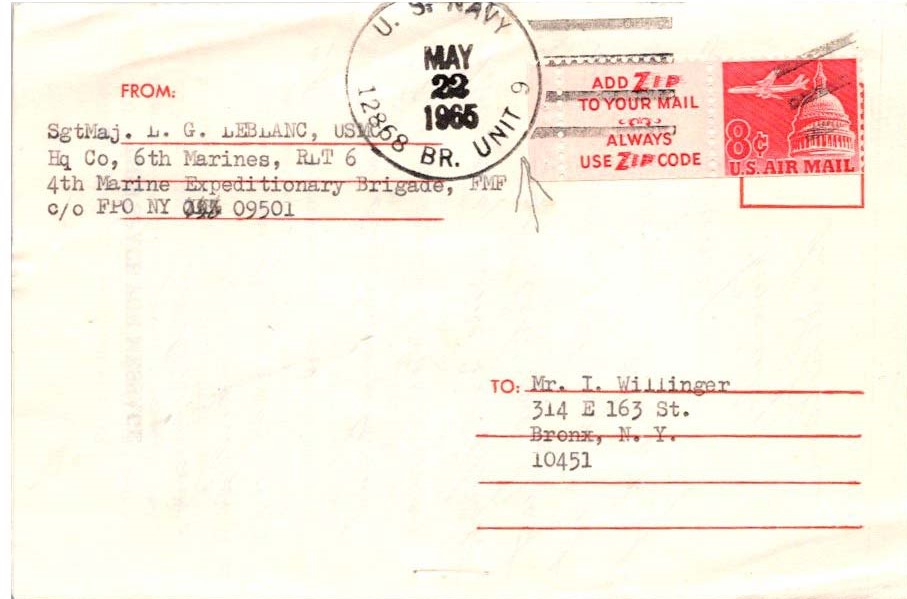 U. S. NAVY
MAY
22
1965
12868 BR. UNIT 9
ADD ZIP
TO YOUR MAIL
ALWAYS
USE ZIP CODE
8¢
U.S. AIR MAIL
FROM:
SgtMaj. L. G. LEBLANC, USMC
Hq Co, 6th Marines, RLT 6
4th Marine Expeditionary Brigade, FMF
c/o FPO NY 09501
TO: Mr. I. Willinger
314 E 163 St.
Bronx, N. Y.
10451